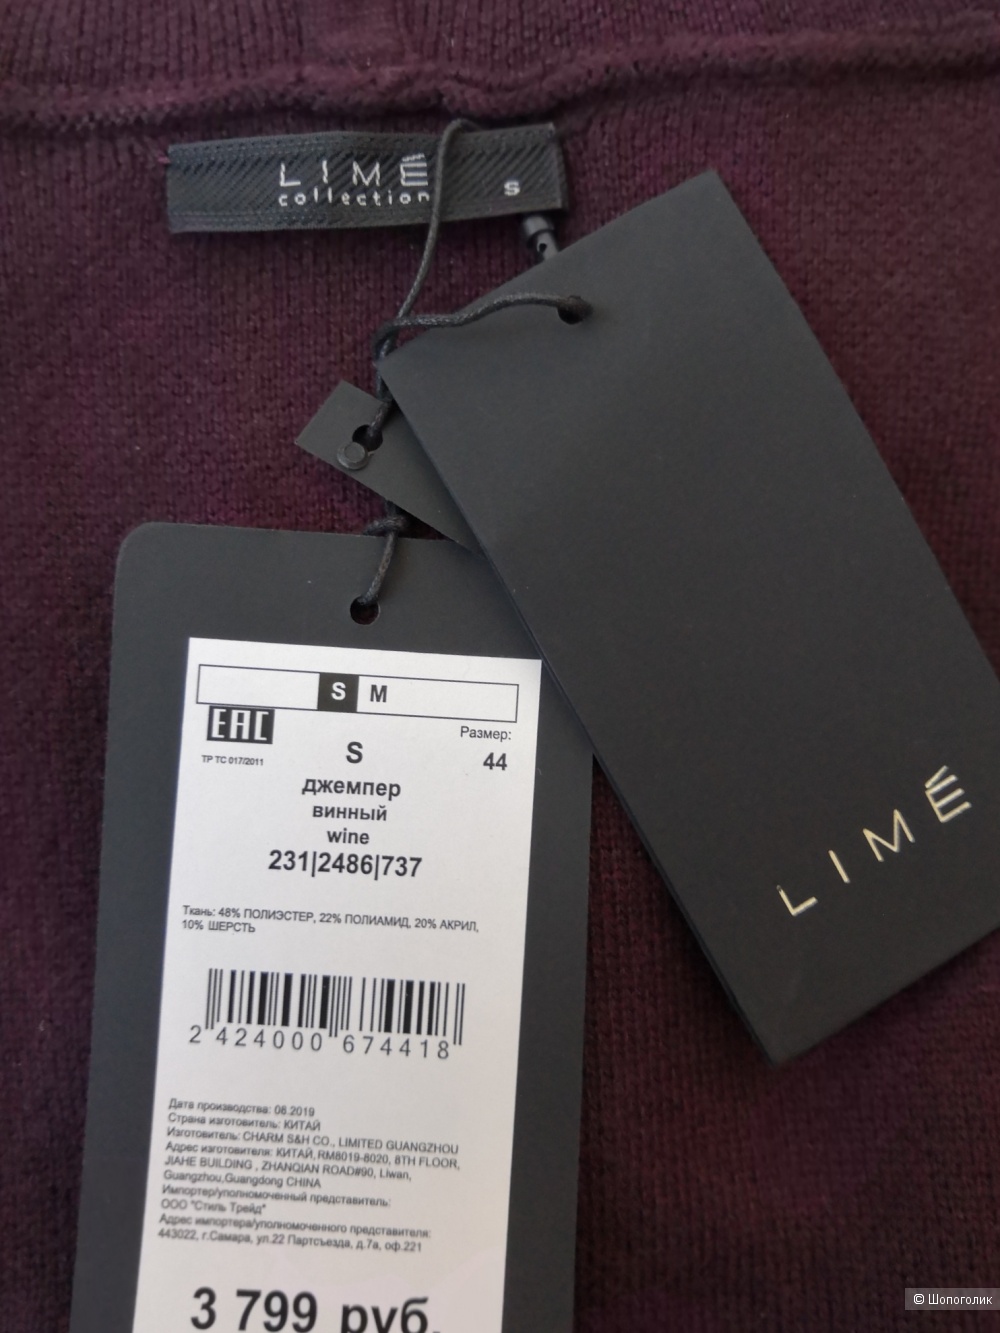 LIMÉ
collection
S
S M
EAC
Размер:
ТР ТС 017/2011
S
44
джемпер
винный
wine
231|2486|737
Ткань: 48% ПОЛИЭСТЕР, 22% ПОЛИАМИД, 20% АКРИЛ,
10% ШЕРСТЬ
2 424000 674418
Дата производства: 08.2019
Страна изготовитель: КИТАЙ
Изготовитель: CHARM S&H CO., LIMITED GUANGZHOU
Адрес изготовителя: КИТАЙ,RM8019-8020, 8TH FLOOR,
JIAHE BUILDING , ZHANQIAN ROAD#90, Liwan,
Guangzhou,Guangdong CHINA
Импортер/уполномоченный представитель:
ООО "Стиль Трейд"
Адрес импортера/уполномоченного представителя:
443022, г.Самара, ул.22 Партсъезда, д.7а, оф.221
3 799 руб.
LIMÉ
© Шопоголик